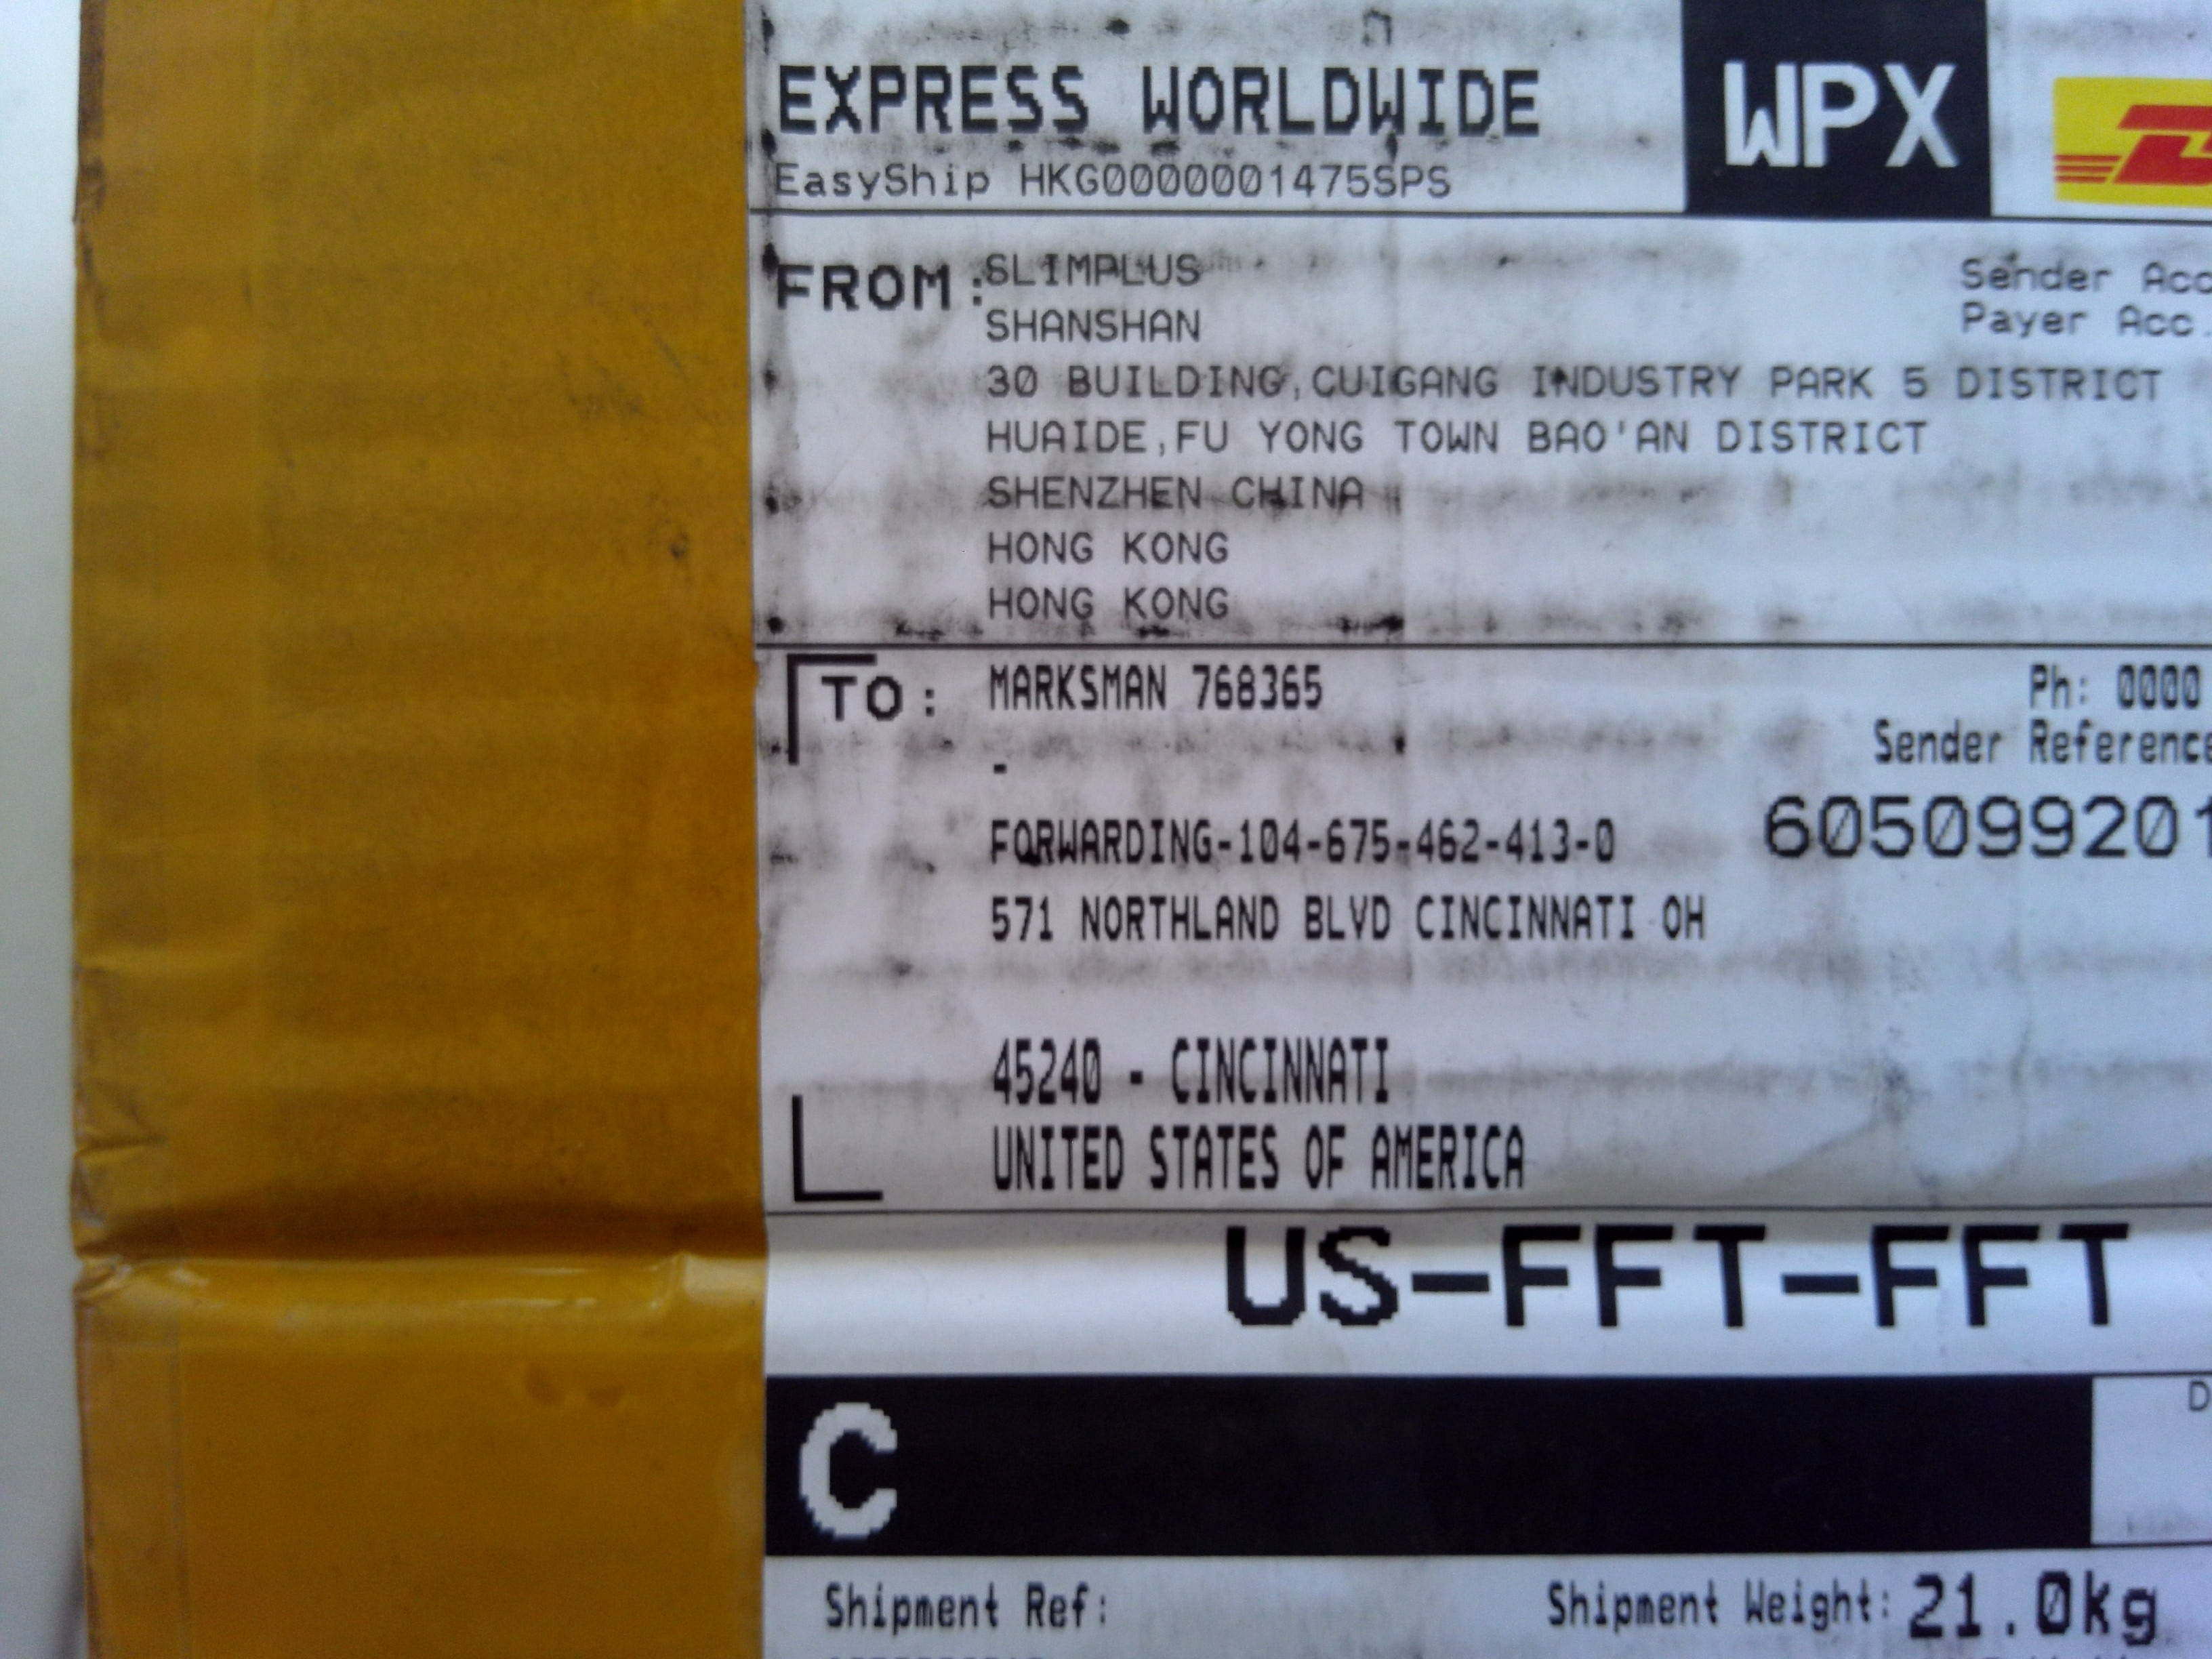 EXPRESS WORLDWIDE
WPX
EasyShip HKG0000001475SPS
FROM: SLIMPLUS
SHANSHAN
Sender Acc
Payer Acc.
30 BUILDING,CUIGANG INDUSTRY PARK 5 DISTRICT
HUAIDE,FU YONG TOWN BAO'AN DISTRICT
SHENZHEN CHINA
HONG KONG
HONG KONG
TO: MARKSMAN 768365
Ph: 0000
Sender Reference
-
FORWARDING-104-675-462-413-0
605099201
571 NORTHLAND BLVD CINCINNATI OH
45240 - CINCINNATI
UNITED STATES OF AMERICA
US-FFT-FFT
C
D
Shipment Ref:
Shipment Weight: 21.0kg